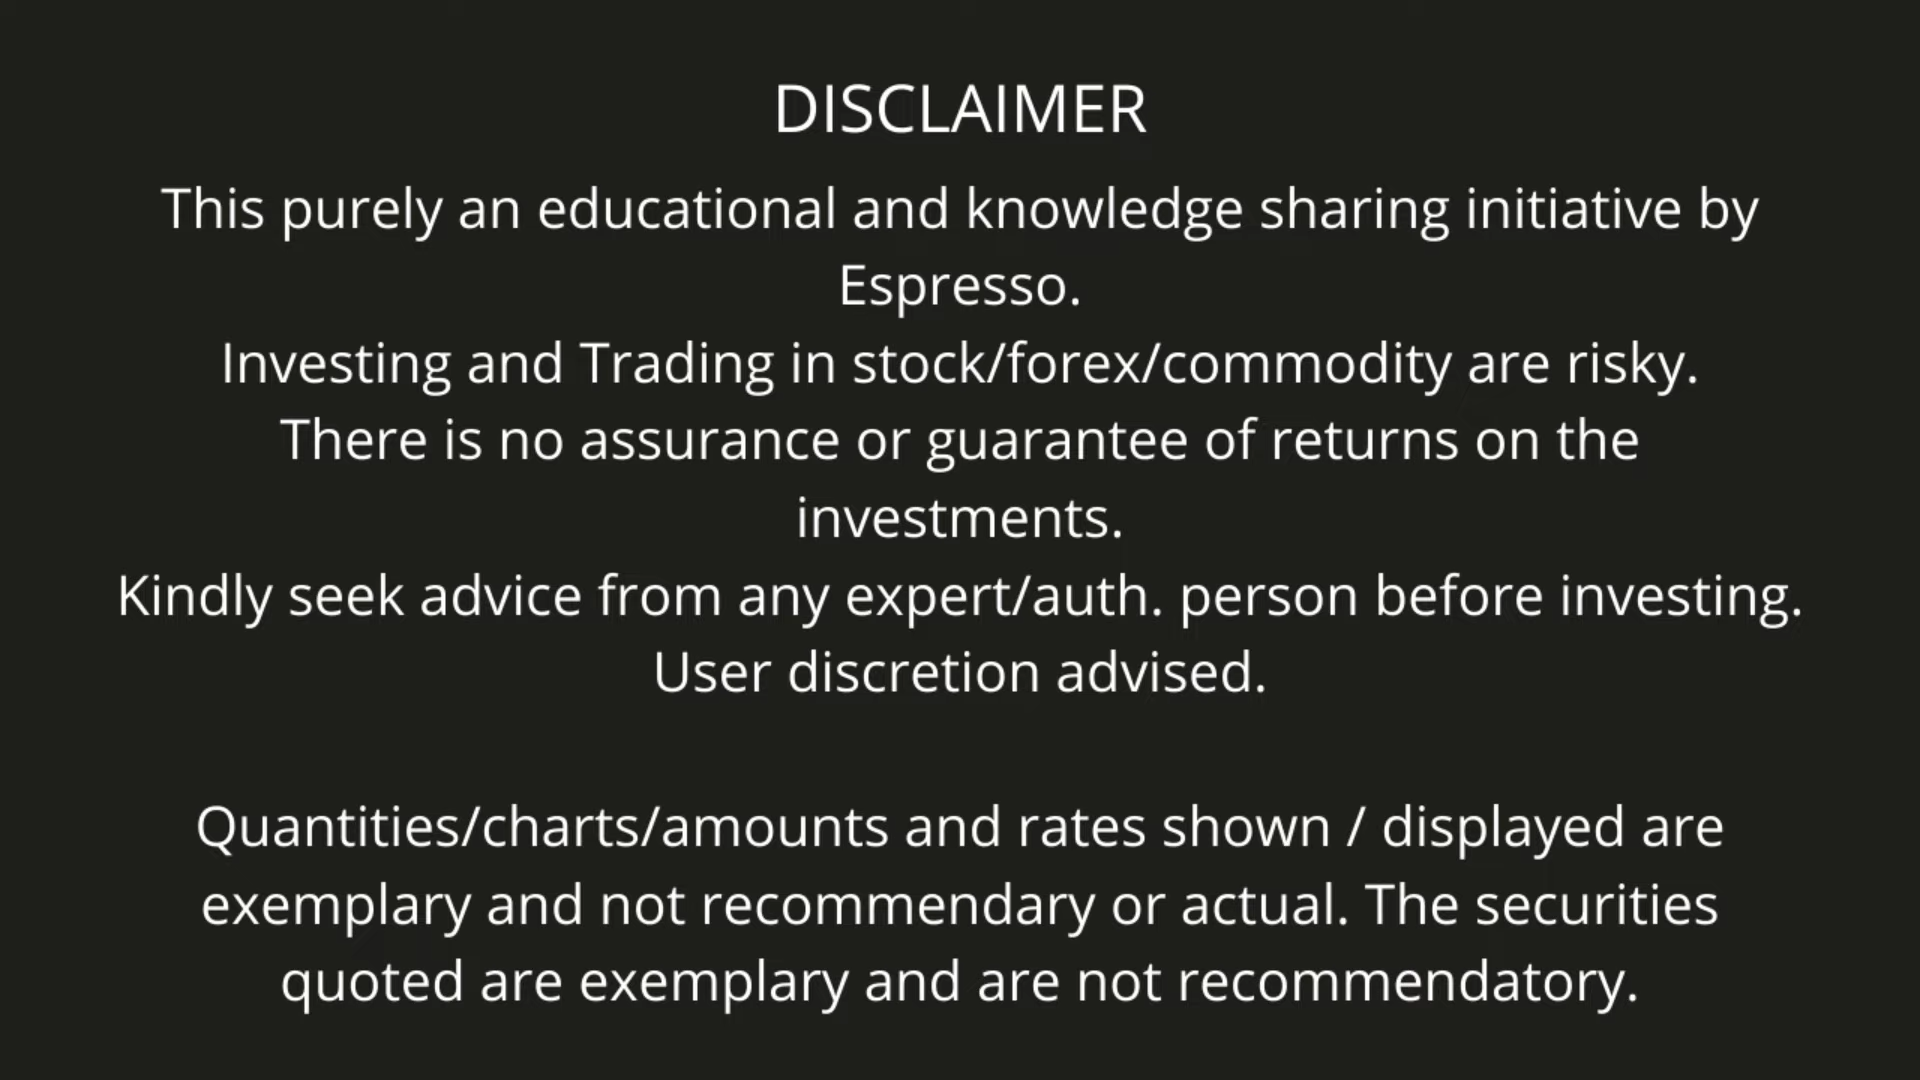 DISCLAIMER
This purely an educational and knowledge sharing initiative by
Espresso.
Investing and Trading in stock/forex/commodity are risky.
There is no assurance or guarantee of returns on the
investments.
Kindly seek advice from any expert/auth. person before investing.
User discretion advised.
Quantities/charts/amounts and rates shown / displayed are
exemplary and not recommendary or actual. The securities
quoted are exemplary and are not recommendatory.